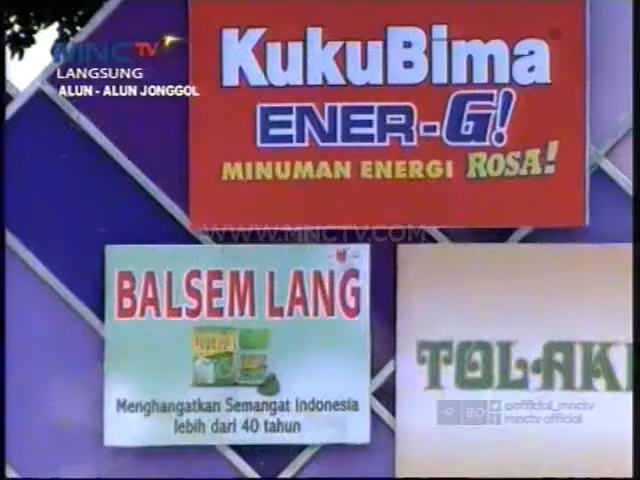 MNCTV
LANGSUNG
ALUN - ALUN JONGGOL
KukuBima
ENER-G!
MINUMAN ENERGI ROSA!
WWW.MNCTV.COM
BALSEM LANG
Menghangatkan Semangat Indonesia
lebih dari 40 tahun
TOLAK
@official_mnctv
mnctv-official